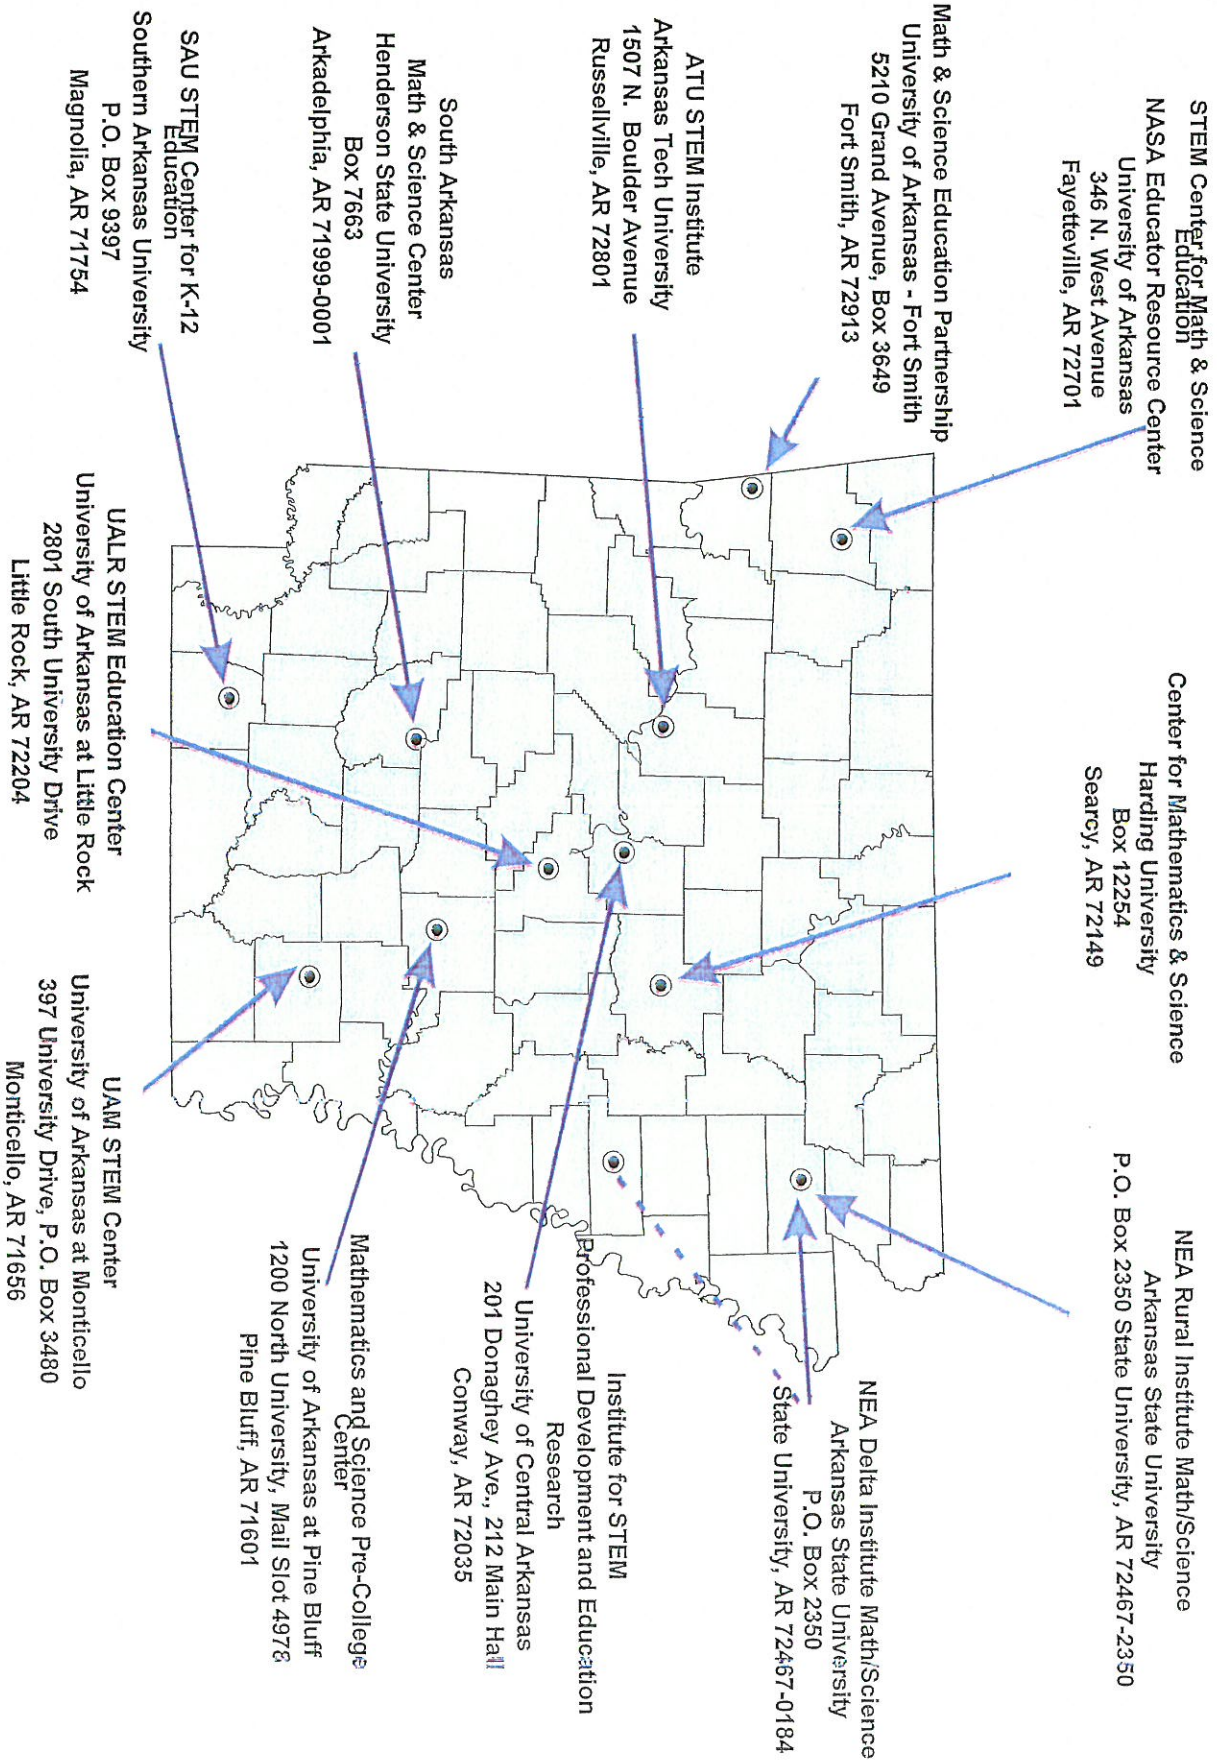 STEM Center for Math & Science
Education
NASA Educator Resource Center
University of Arkansas
346 N. West Avenue
Fayetteville, AR 72701
Center for Mathematics & Science
Harding University
Box 12254
Searcy, AR 72149
NEA Rural Institute Math/Science
Arkansas State University
P.O. Box 2350 State University, AR 72467-2350
Math & Science Education Partnership
University of Arkansas - Fort Smith
5210 Grand Avenue, Box 3649
Fort Smith, AR 72913
NEA Delta Institute Math/Science
Arkansas State University
P.O. Box 2350
State University, AR 72467-0184
ATU STEM Institute
Arkansas Tech University
1507 N. Boulder Avenue
Russellville, AR 72801
Institute for STEM
Professional Development and Education
Research
University of Central Arkansas
201 Donaghey Ave., 212 Main Hall
Conway, AR 72035
South Arkansas
Math & Science Center
Henderson State University
Box 7663
Arkadelphia, AR 71999-0001
Mathematics and Science Pre-College
Center
University of Arkansas at Pine Bluff
1200 North University, Mail Slot 4978
Pine Bluff, AR 71601
SAU STEM Center for K-12
Education
Southern Arkansas University
P.O. Box 9397
Magnolia, AR 71754
UALR STEM Education Center
University of Arkansas at Little Rock
2801 South University Drive
Little Rock, AR 72204
UAM STEM Center
University of Arkansas at Monticello
397 University Drive, P.O. Box 3480
Monticello, AR 71656